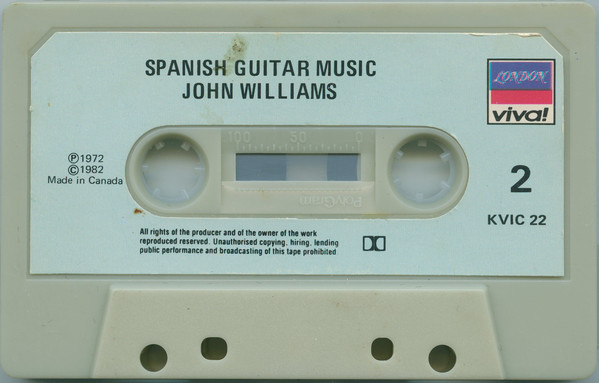 SPANISH GUITAR MUSIC
JOHN WILLIAMS
LONDON
viva!
100 50 0
Ⓟ1972
©1982
Made in Canada
2
PolyGram
KVIC 22
All rights of the producer and of the owner of the work
reproduced reserved. Unauthorised copying, hiring, lending
public performance and broadcasting of this tape prohibited